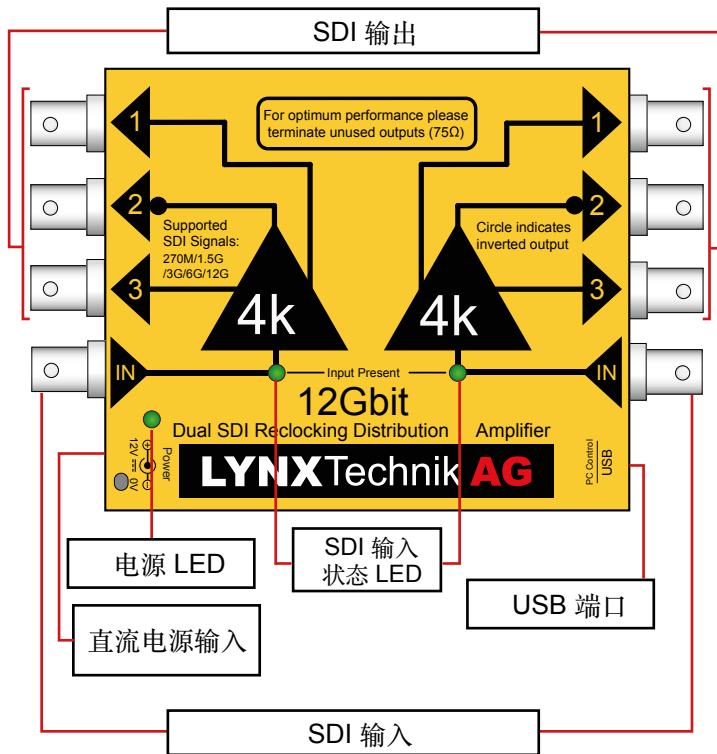 SDI 输出
1
For optimum performance please
terminate unused outputs (75Ω)
1
2
Supported
SDI Signals:
270M/1.5G
/3G/6G/12G
Circle indicates
inverted output
2
3
4k
4k
3
IN
Input Present
IN
12Gbit
Dual SDI Reclocking Distribution Amplifier
LYNXTechnik AG
Power
12V
0V
PC Control
USB
电源 LED
SDI 输入
状态 LED
USB 端口
直流电源输入
SDI 输入